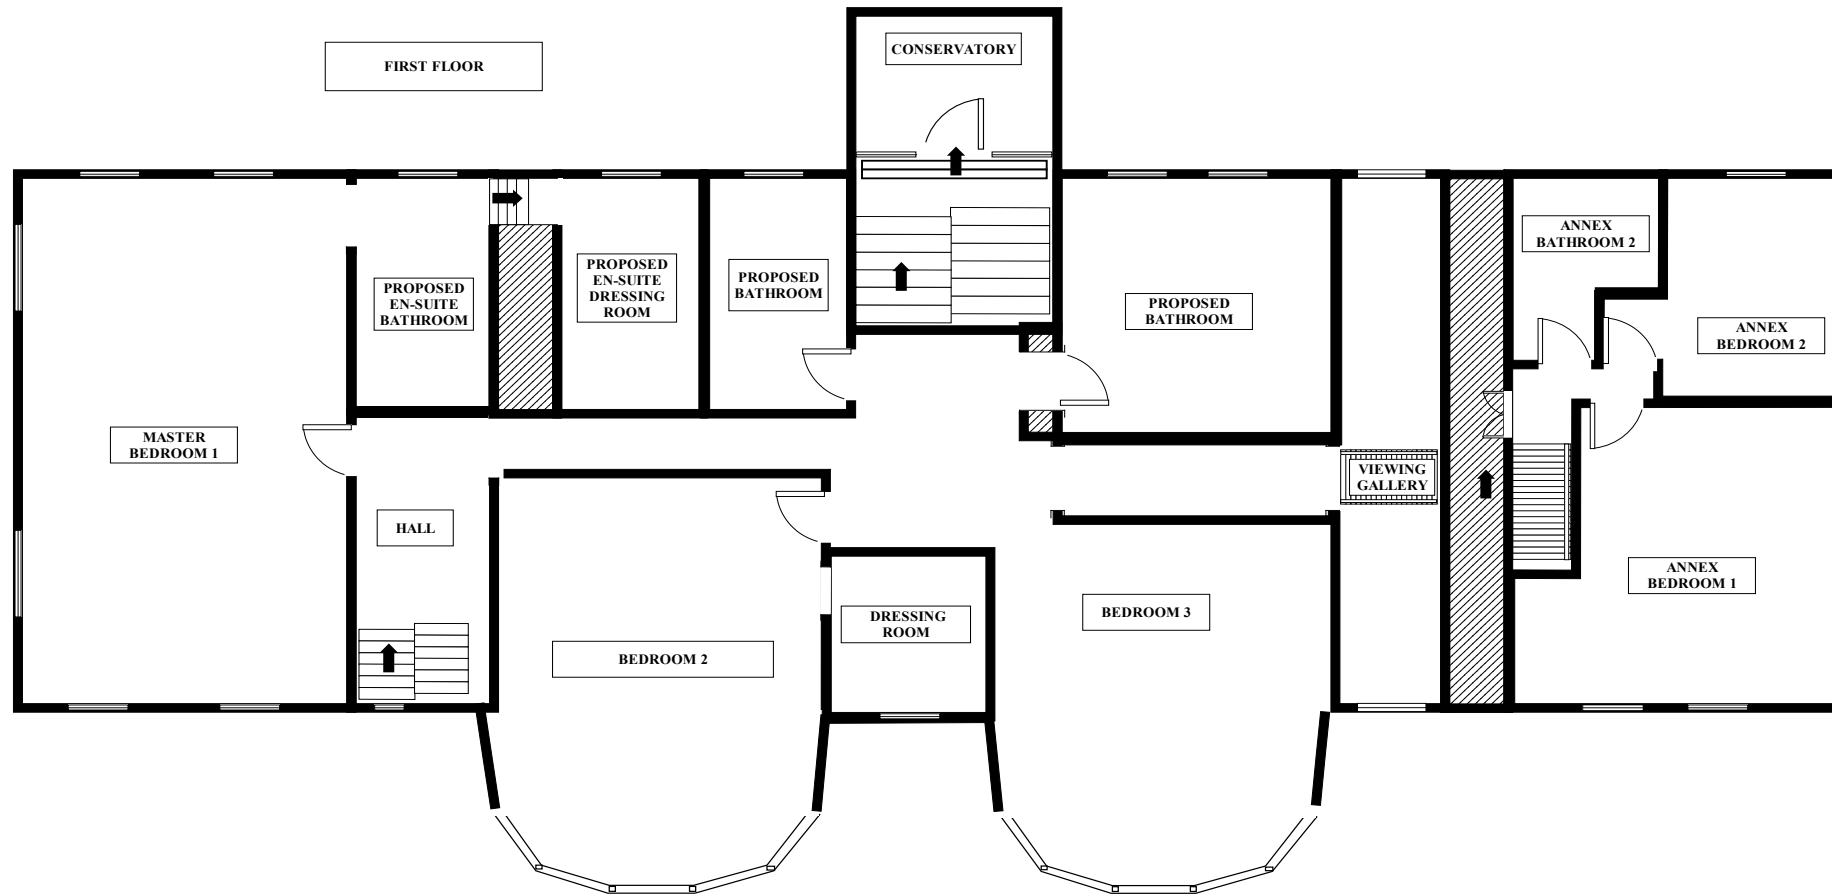 FIRST FLOOR
CONSERVATORY
ANNEX
BATHROOM 2
PROPOSED
EN-SUITE
BATHROOM
PROPOSED
EN-SUITE
DRESSING
ROOM
PROPOSED
BATHROOM
PROPOSED
BATHROOM
ANNEX
BEDROOM 2
MASTER
BEDROOM 1
VIEWING
GALLERY
HALL
ANNEX
BEDROOM 1
DRESSING
ROOM
BEDROOM 3
BEDROOM 2